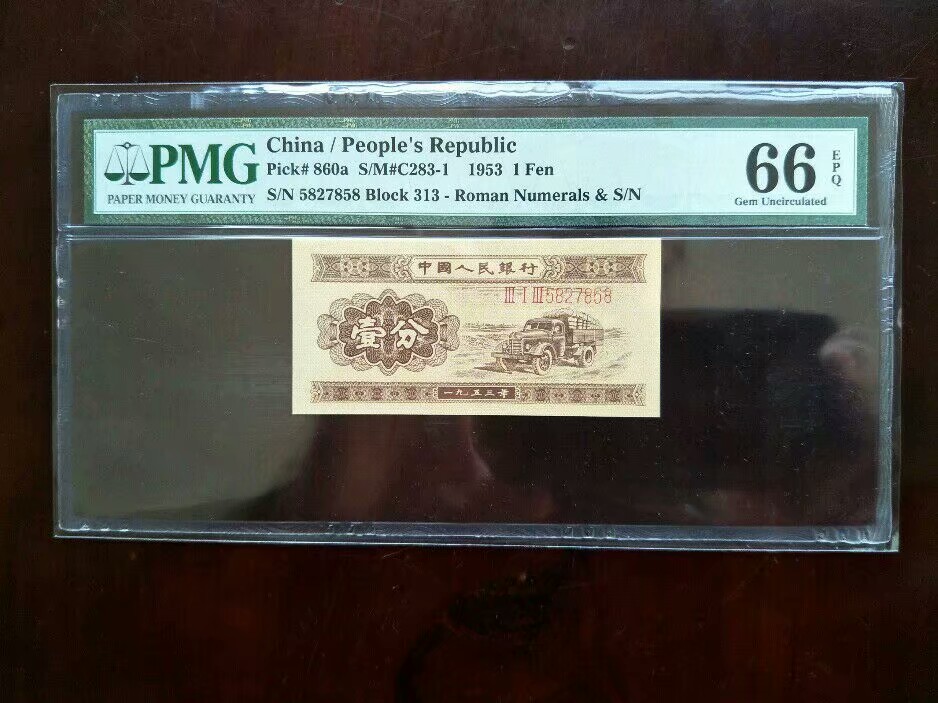 PMG
PAPER MONEY GUARANTY
China / People's Republic
Pick# 860a S/M#C283-1 1953 1 Fen
S/N 5827858 Block 313 - Roman Numerals & S/N
66 EPQ
Gem Uncirculated
中國人民銀行
III I III 5827858
壹分
一九五三年